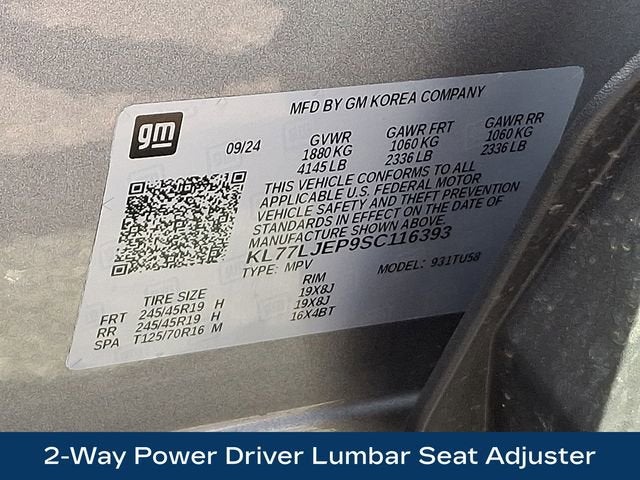 MFD BY GM KOREA COMPANY
gm
09/24 GVWR GAWR FRT GAWR RR
1880 KG 1060 KG 1060 KG
4145 LB 2336 LB 2336 LB
THIS VEHICLE CONFORMS TO ALL
APPLICABLE U.S. FEDERAL MOTOR
VEHICLE SAFETY AND THEFT PREVENTION
STANDARDS IN EFFECT ON THE DATE OF
MANUFACTURE SHOWN ABOVE.
KL77LJEP9SC116393
TYPE: MPV MODEL: 931TU58
TIRE SIZE RIM
FRT 245/45R19 H 19X8J
RR 245/45R19 H 19X8J
SPA T125/70R16 M 16X4BT
2-Way Power Driver Lumbar Seat Adjuster